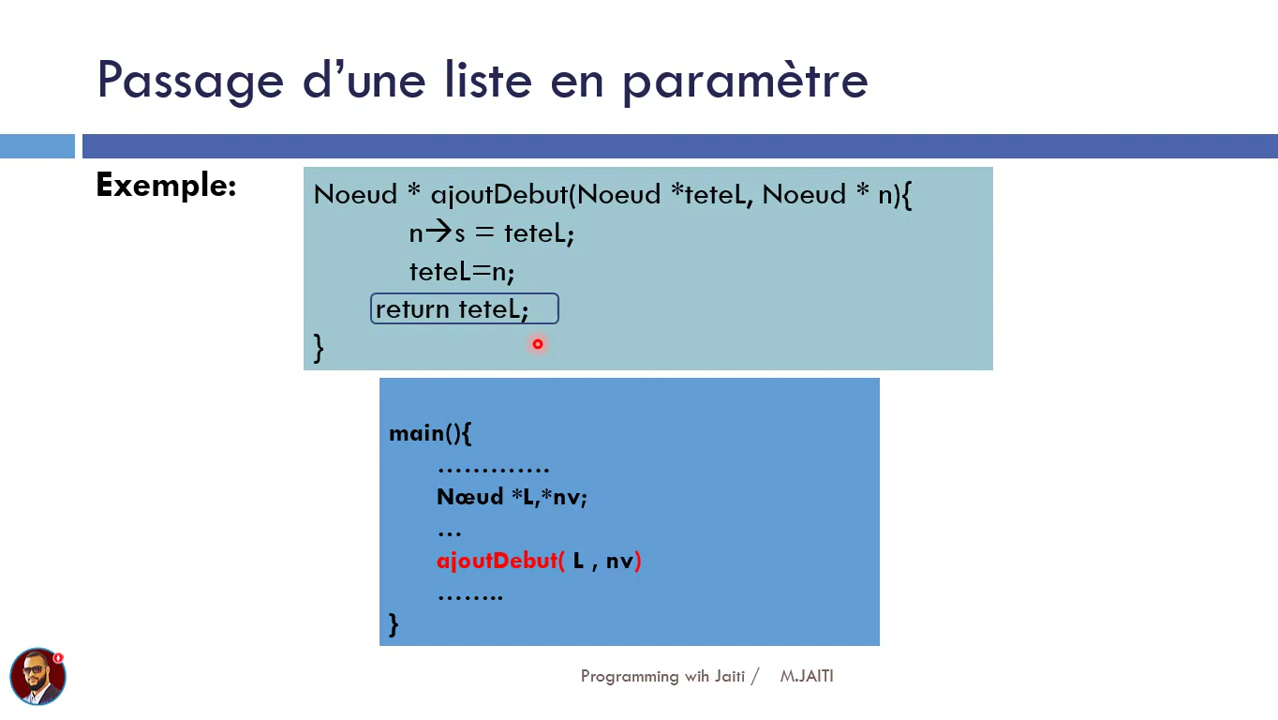 Passage d’une liste en paramètre
Exemple:
Noeud * ajoutDebut(Noeud *teteL, Noeud * n){
n→s = teteL;
teteL=n;
return teteL;
}
main(){
.............
Nœud *L,*nv;
...
ajoutDebut( L , nv)
........
}
Programming wih Jaiti / M.JAITI